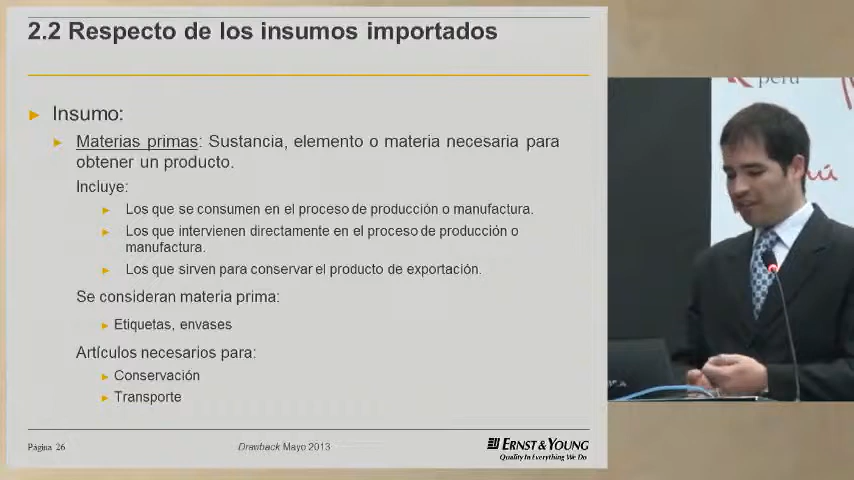 2.2 Respecto de los insumos importados
Insumo:
Materias primas: Sustancia, elemento o materia necesaria para
obtener un producto.
Incluye:
Los que se consumen en el proceso de producción o manufactura.
Los que intervienen directamente en el proceso de producción o
manufactura.
Los que sirven para conservar el producto de exportación.
Se consideran materia prima:
Etiquetas, envases
Artículos necesarios para:
Conservación
Transporte
Página 26
Drawback Mayo 2013
ERNST & YOUNG
Quality In Everything We Do
perú